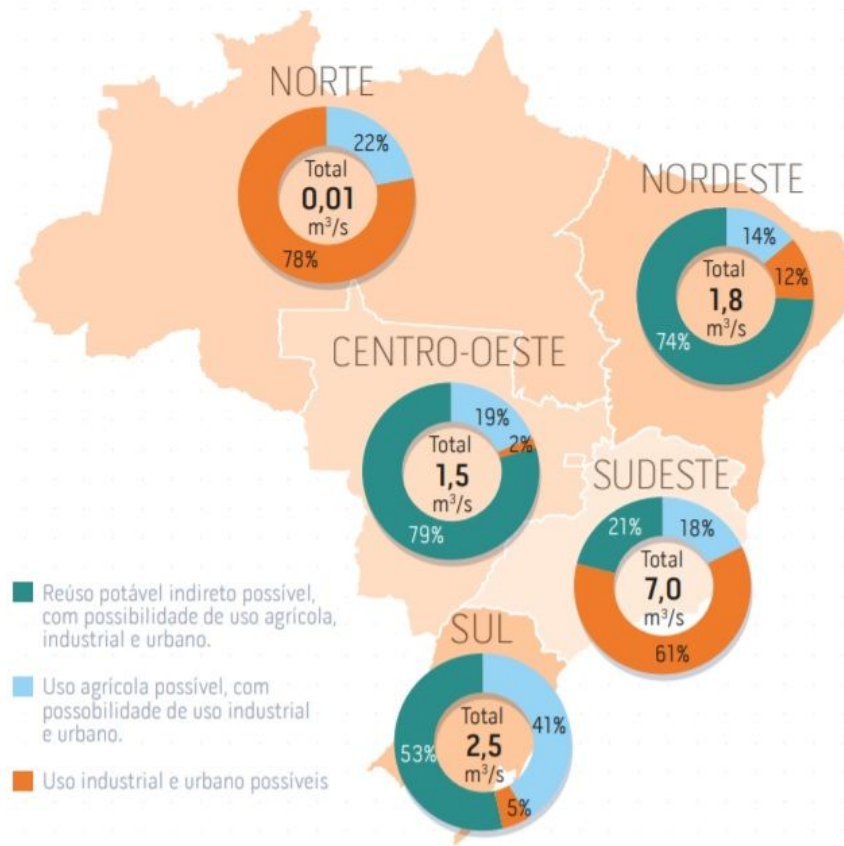 NORTE
22%
Total
0,01
m³/s
78%
NORDESTE
14%
12%
Total
1,8
m³/s
74%
CENTRO-OESTE
19%
2%
Total
1,5
m³/s
79%
SUDESTE
21%
18%
Total
7,0
m³/s
61%
Reúso potável indireto possível,
com possibilidade de uso agrícola,
industrial e urbano.
Uso agrícola possível, com
possobilidade de uso industrial
e urbano.
Uso industrial e urbano possíveis
SUL
41%
Total
2,5
m³/s
53%
5%